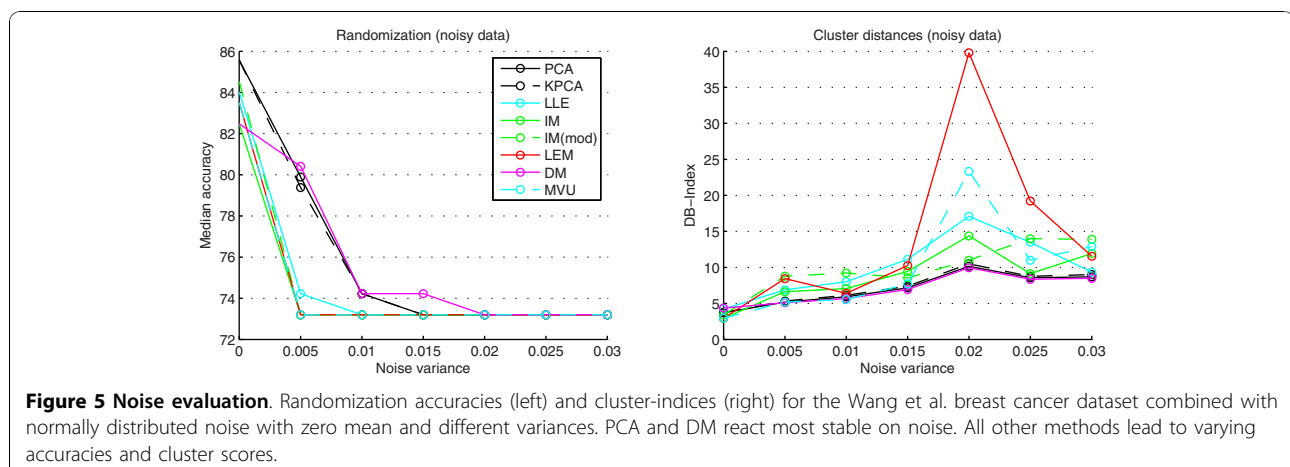 Randomization (noisy data)
86
84
82
80
78
76
74
72
Median accuracy
0
0.005
0.01
0.015
0.02
0.025
0.03
Noise variance
PCA
KPCA
LLE
IM
IM(mod)
LEM
DM
MVU
Cluster distances (noisy data)
40
35
30
25
20
15
10
5
0
DB-Index
0
0.005
0.01
0.015
0.02
0.025
0.03
Noise variance
Figure 5 Noise evaluation. Randomization accuracies (left) and cluster-indices (right) for the Wang et al. breast cancer dataset combined with
normally distributed noise with zero mean and different variances. PCA and DM react most stable on noise. All other methods lead to varying
accuracies and cluster scores.